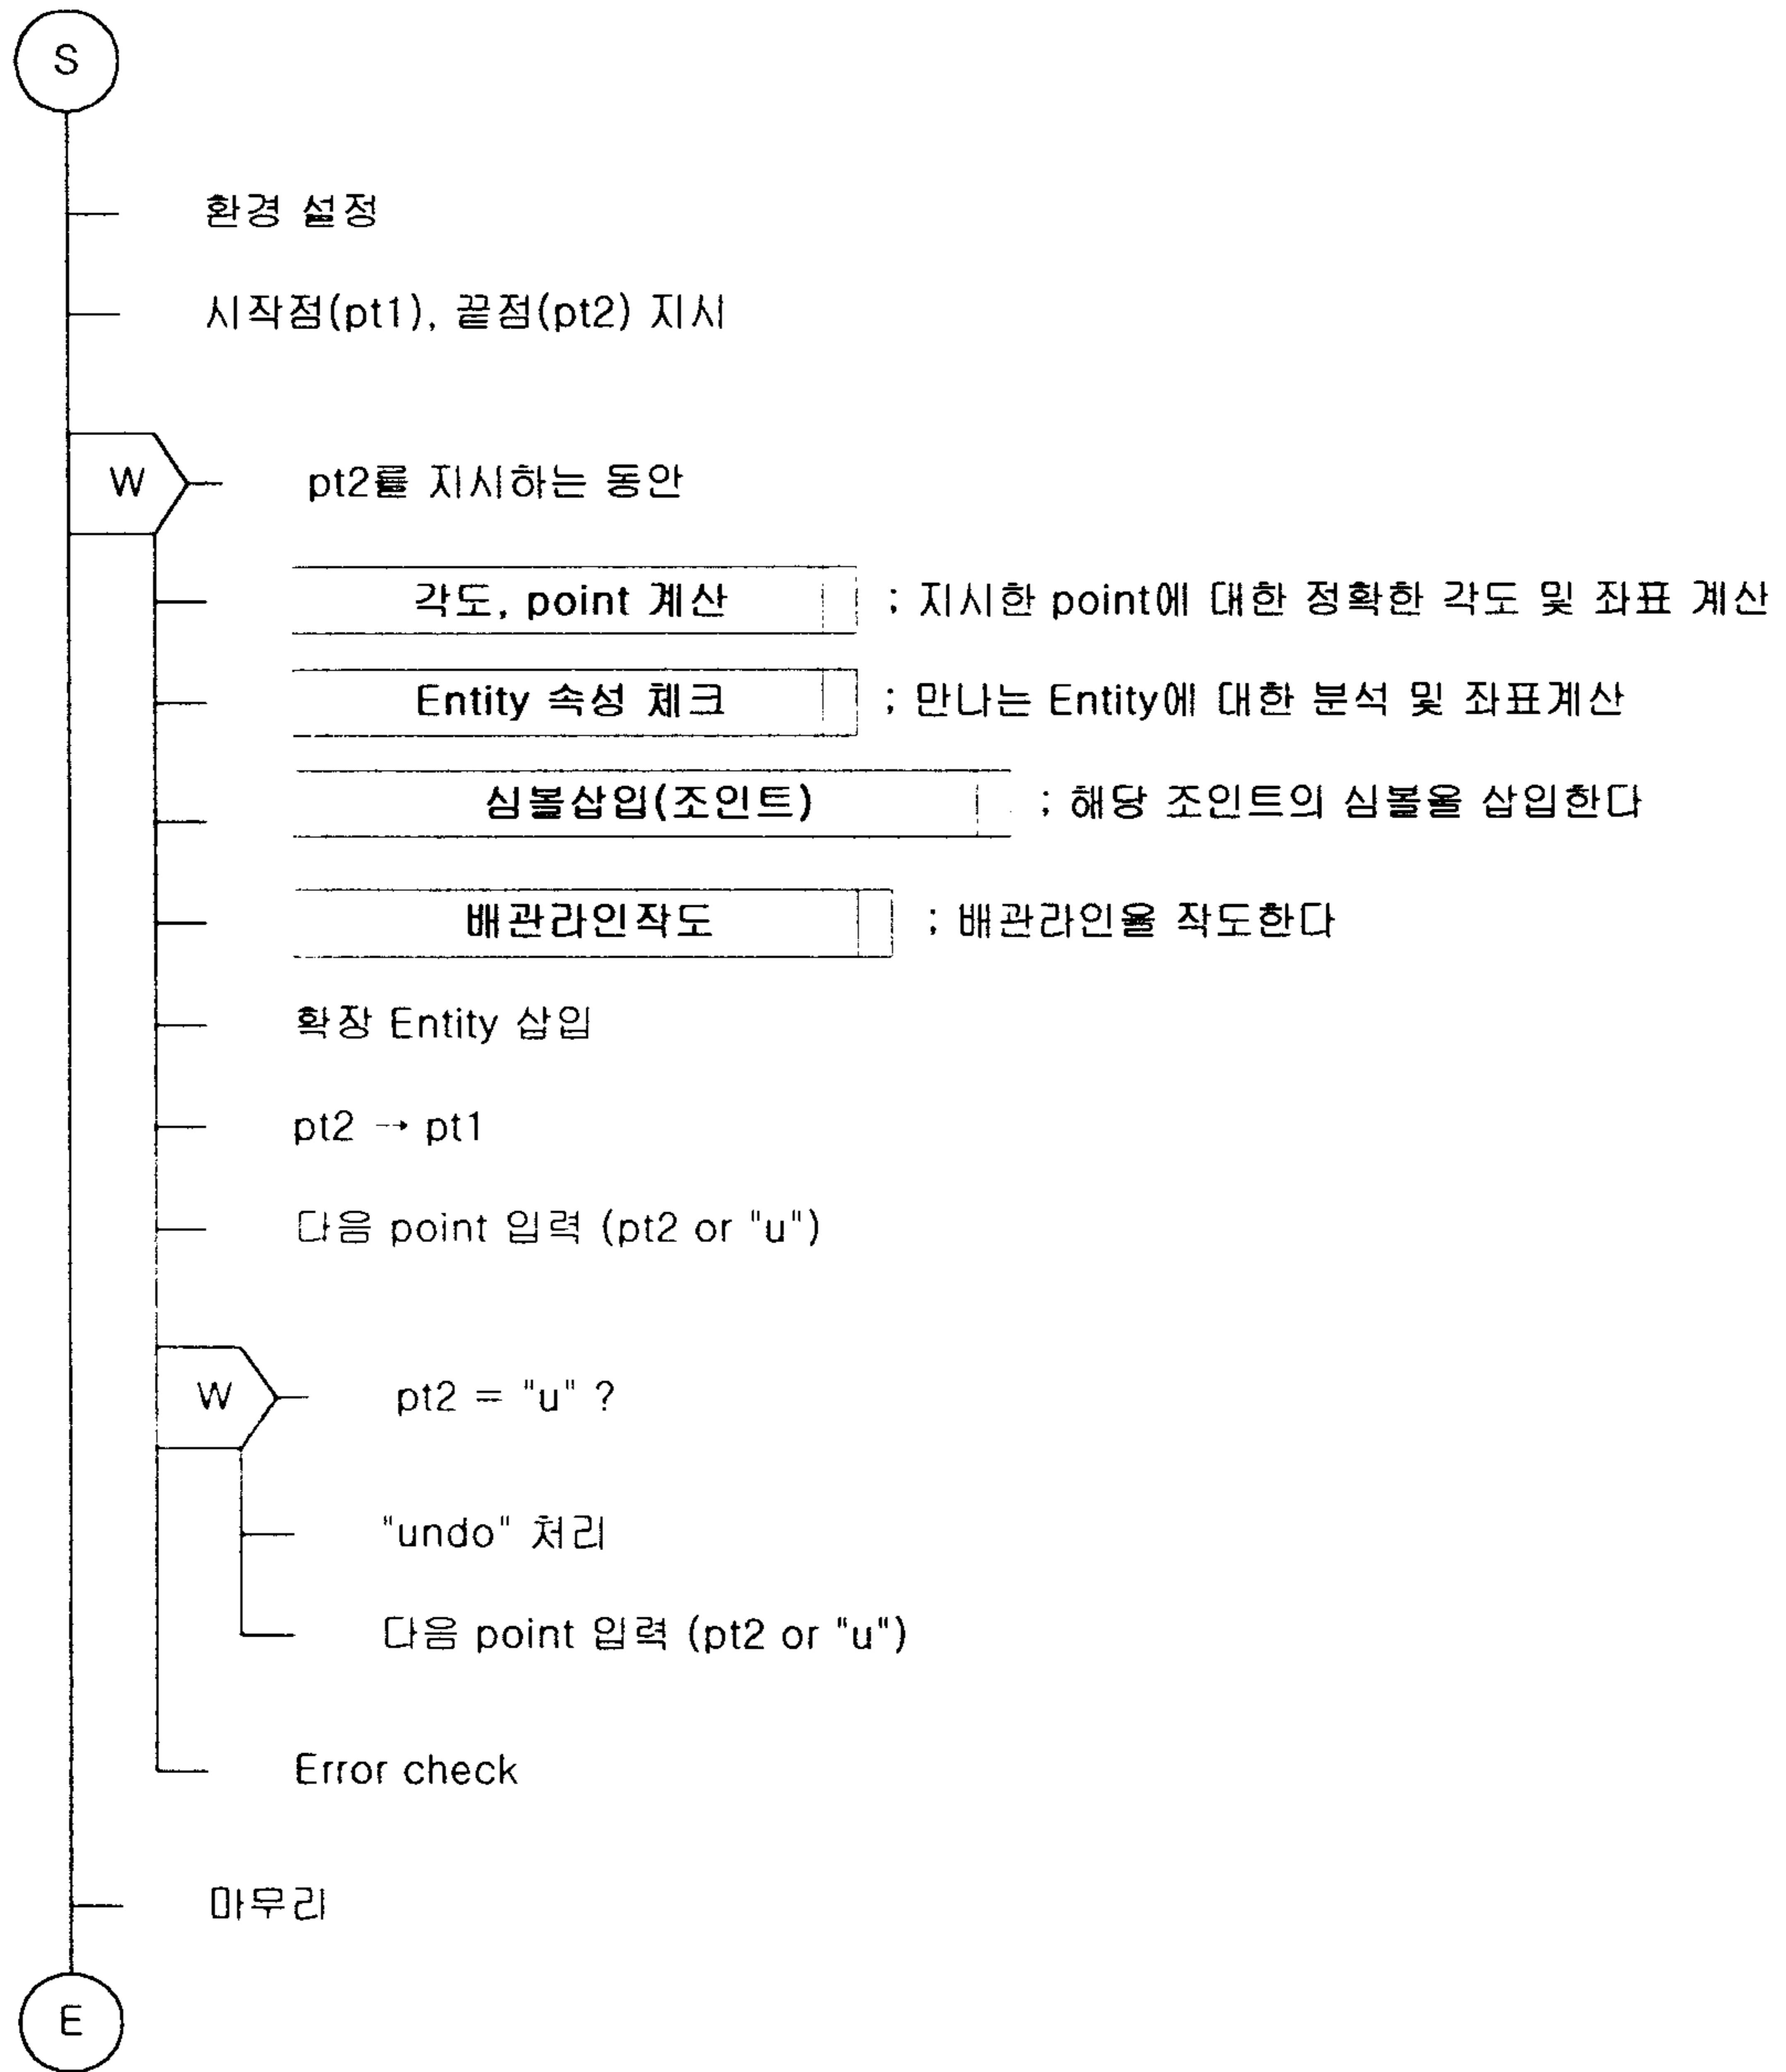 S
환경 설정
시작점(pt1), 끝점(pt2) 지시
W pt2를 지시하는 동안
각도, point 계산 ; 지시한 point에 대한 정확한 각도 및 좌표 계산
Entity 속성 체크 ; 만나는 Entity에 대한 분석 및 좌표계산
심볼삽입(조인트) ; 해당 조인트의 심볼을 삽입한다
배관라인작도 ; 배관라인을 작도한다
확장 Entity 삽입
pt2 → pt1
다음 point 입력 (pt2 or "u")
W pt2 = "u" ?
"undo" 처리
다음 point 입력 (pt2 or "u")
Error check
마무리
E